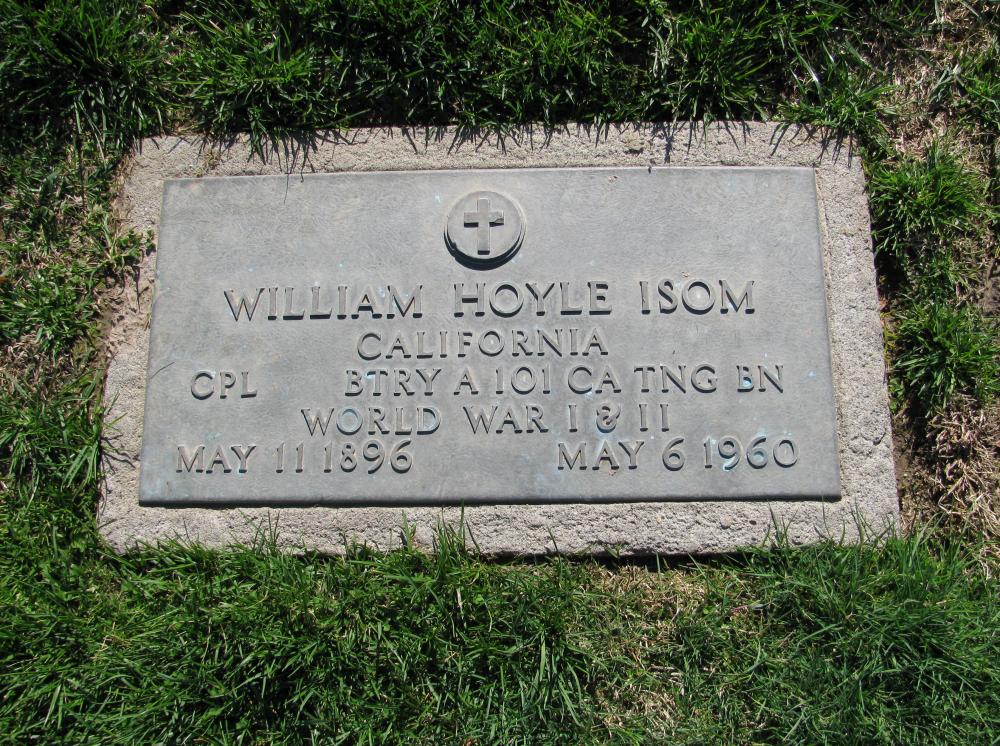 WILLIAM HOYLE ISOM
CALIFORNIA
CPL BTRY A 101 CA TNG BN
WORLD WAR I & II
MAY 11 1896 MAY 6 1960